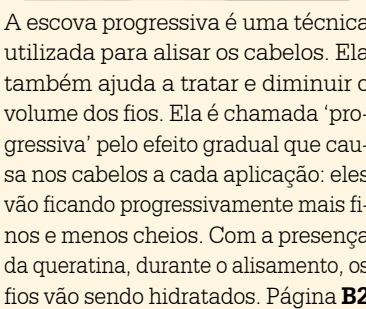 A escova progressiva é uma técnica
utilizada para alisar os cabelos. Ela
também ajuda a tratar e diminuir o
volume dos fios. Ela é chamada ‘pro-
gressiva’ pelo efeito gradual que cau-
sa nos cabelos a cada aplicação: eles
vão ficando progressivamente mais fi-
nos e menos cheios. Com a presença
da queratina, durante o alisamento, os
fios vão sendo hidratados. Página B2